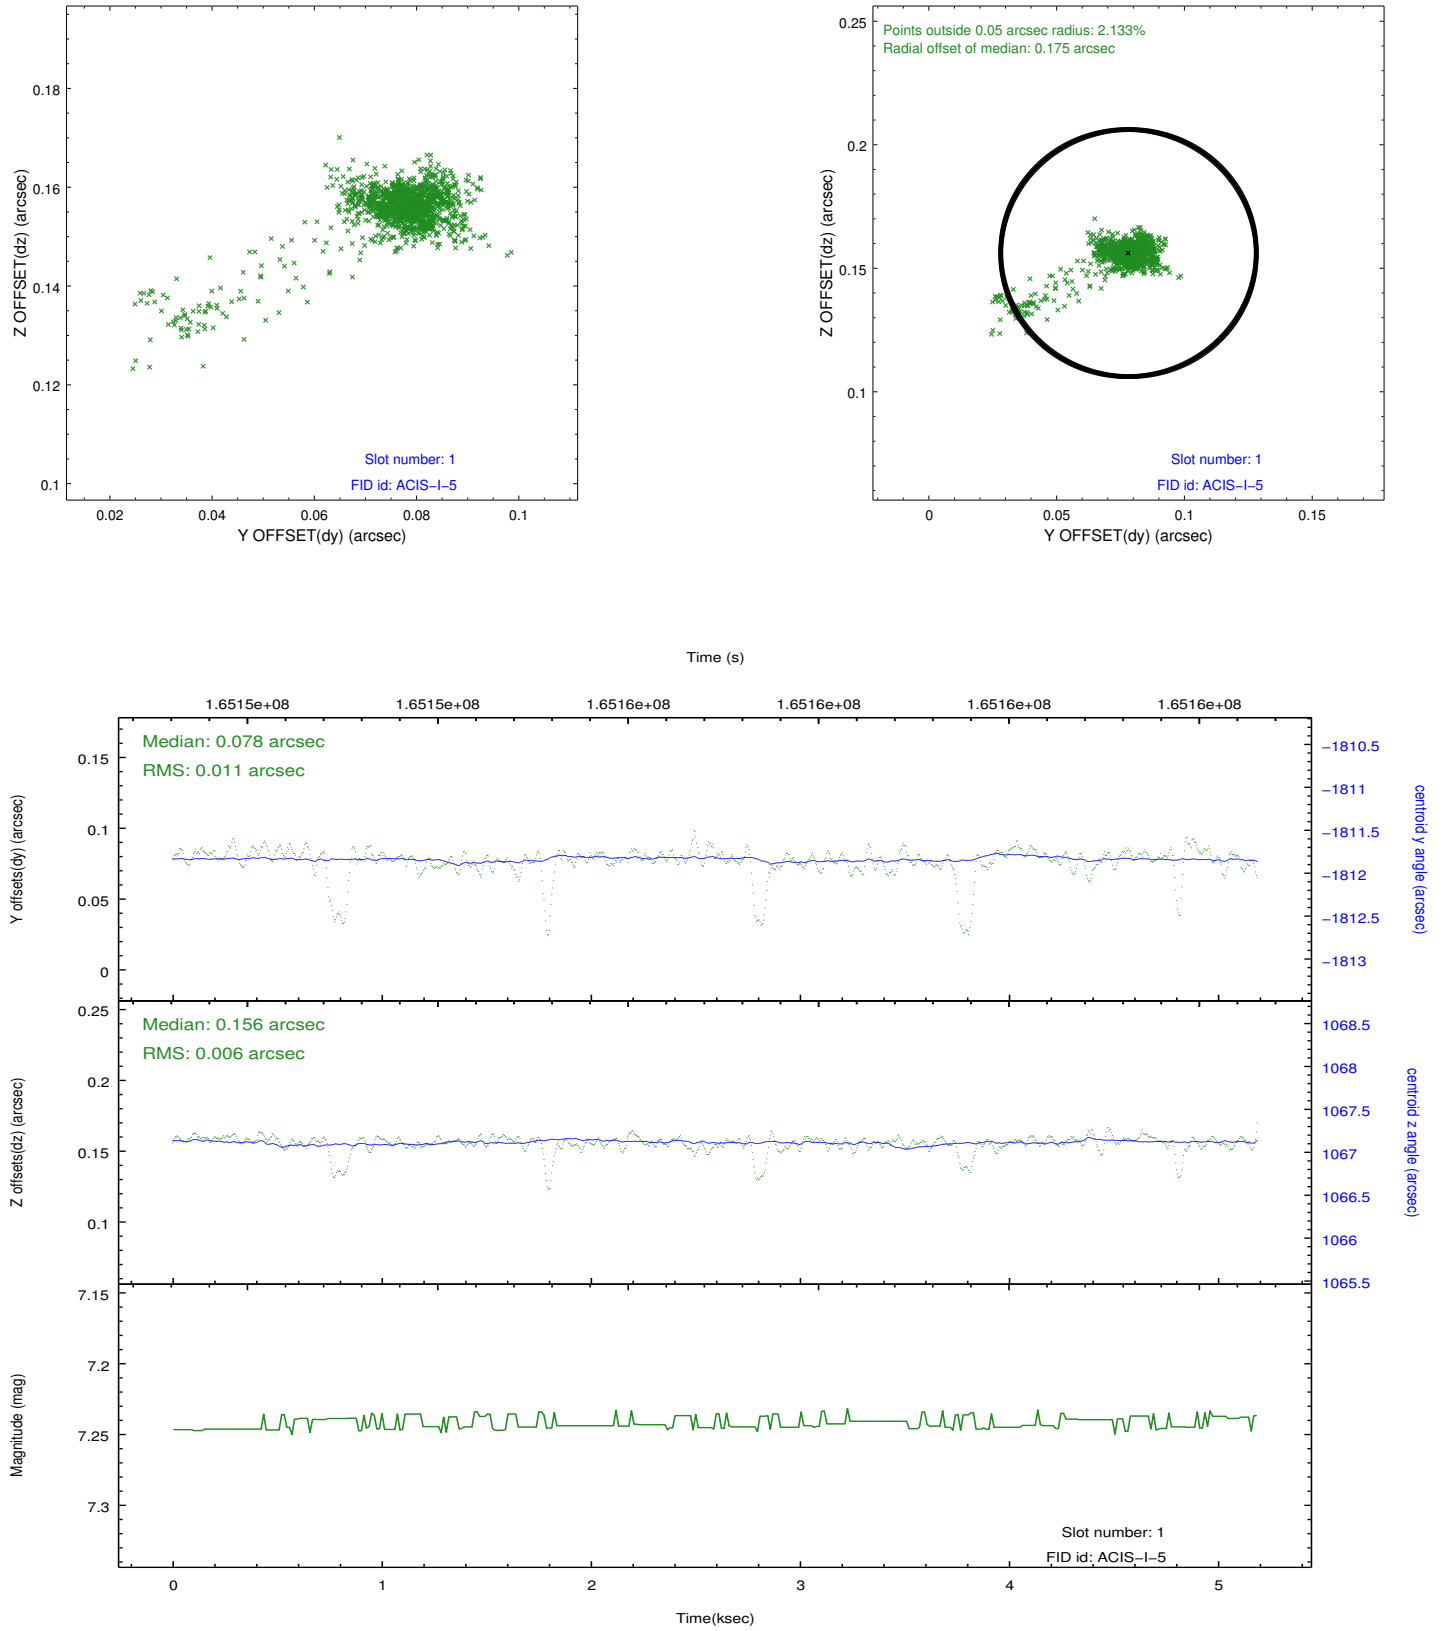 0.18
0.16
0.14
0.12
0.1
Z OFFSET(dz) (arcsec)
Slot number: 1
FID id: ACIS−I−5
0.02 0.04 0.06 0.08 0.1
Y OFFSET(dy) (arcsec)
Points outside 0.05 arcsec radius: 2.133%
Radial offset of median: 0.175 arcsec
0.25
0.2
0.15
0.1
Z OFFSET(dz) (arcsec)
Slot number: 1
FID id: ACIS−I−5
0 0.05 0.1 0.15
Y OFFSET(dy) (arcsec)
Time (s)
1.6515e+08 1.6515e+08 1.6516e+08 1.6516e+08 1.6516e+08 1.6516e+08
Median: 0.078 arcsec
RMS: 0.011 arcsec
0.15
0.1
0.05
0
Y offsets(dy) (arcsec)
−1810.5
−1811
−1811.5
−1812
−1812.5
−1813
centroid y angle (arcsec)
Median: 0.156 arcsec
RMS: 0.006 arcsec
0.25
0.2
0.15
0.1
Z offsets(dz) (arcsec)
1068.5
1068
1067.5
1067
1066.5
1066
1065.5
centroid z angle (arcsec)
7.15
7.2
7.25
7.3
Magnitude (mag)
Slot number: 1
FID id: ACIS−I−5
0 1 2 3 4 5
Time(ksec)